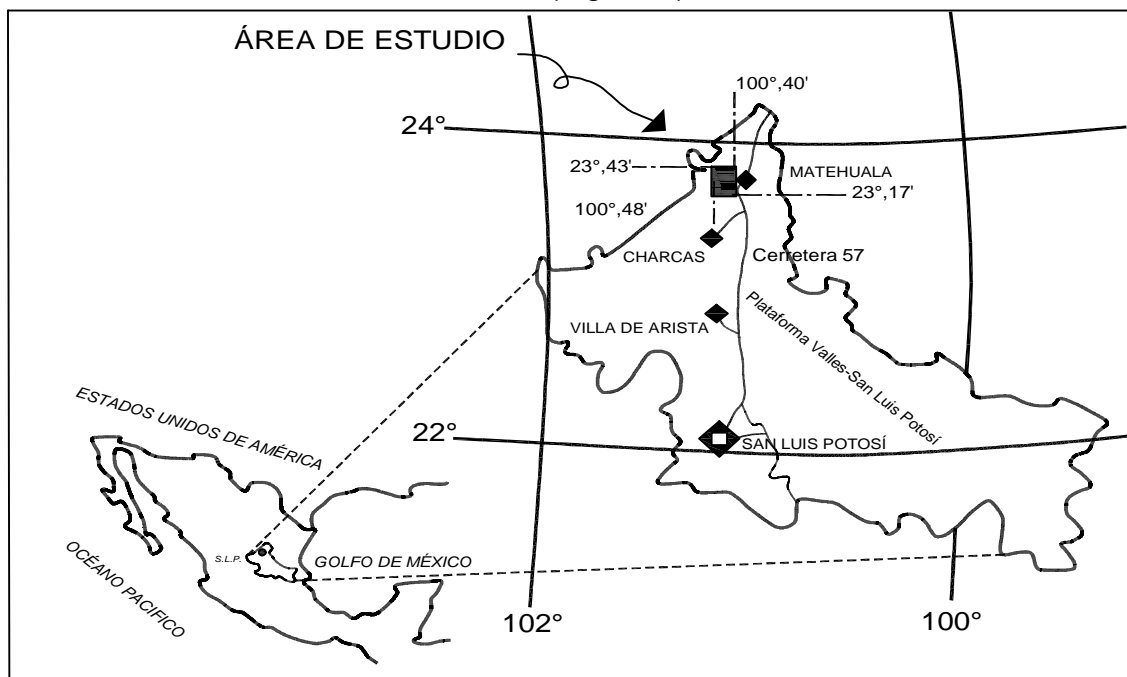 ÁREA DE ESTUDIO
100°,40'
24°
23°,43'
MATEHUALA
23°,17'
100°,48'
CHARCAS
Cerretera 57
VILLA DE ARISTA
Plataforma Valles-San Luis Potosí
ESTADOS UNIDOS DE AMÉRICA
22°
SAN LUIS POTOSÍ
S.L.P.
GOLFO DE MÉXICO
OCÉANO PACIFICO
102°
100°